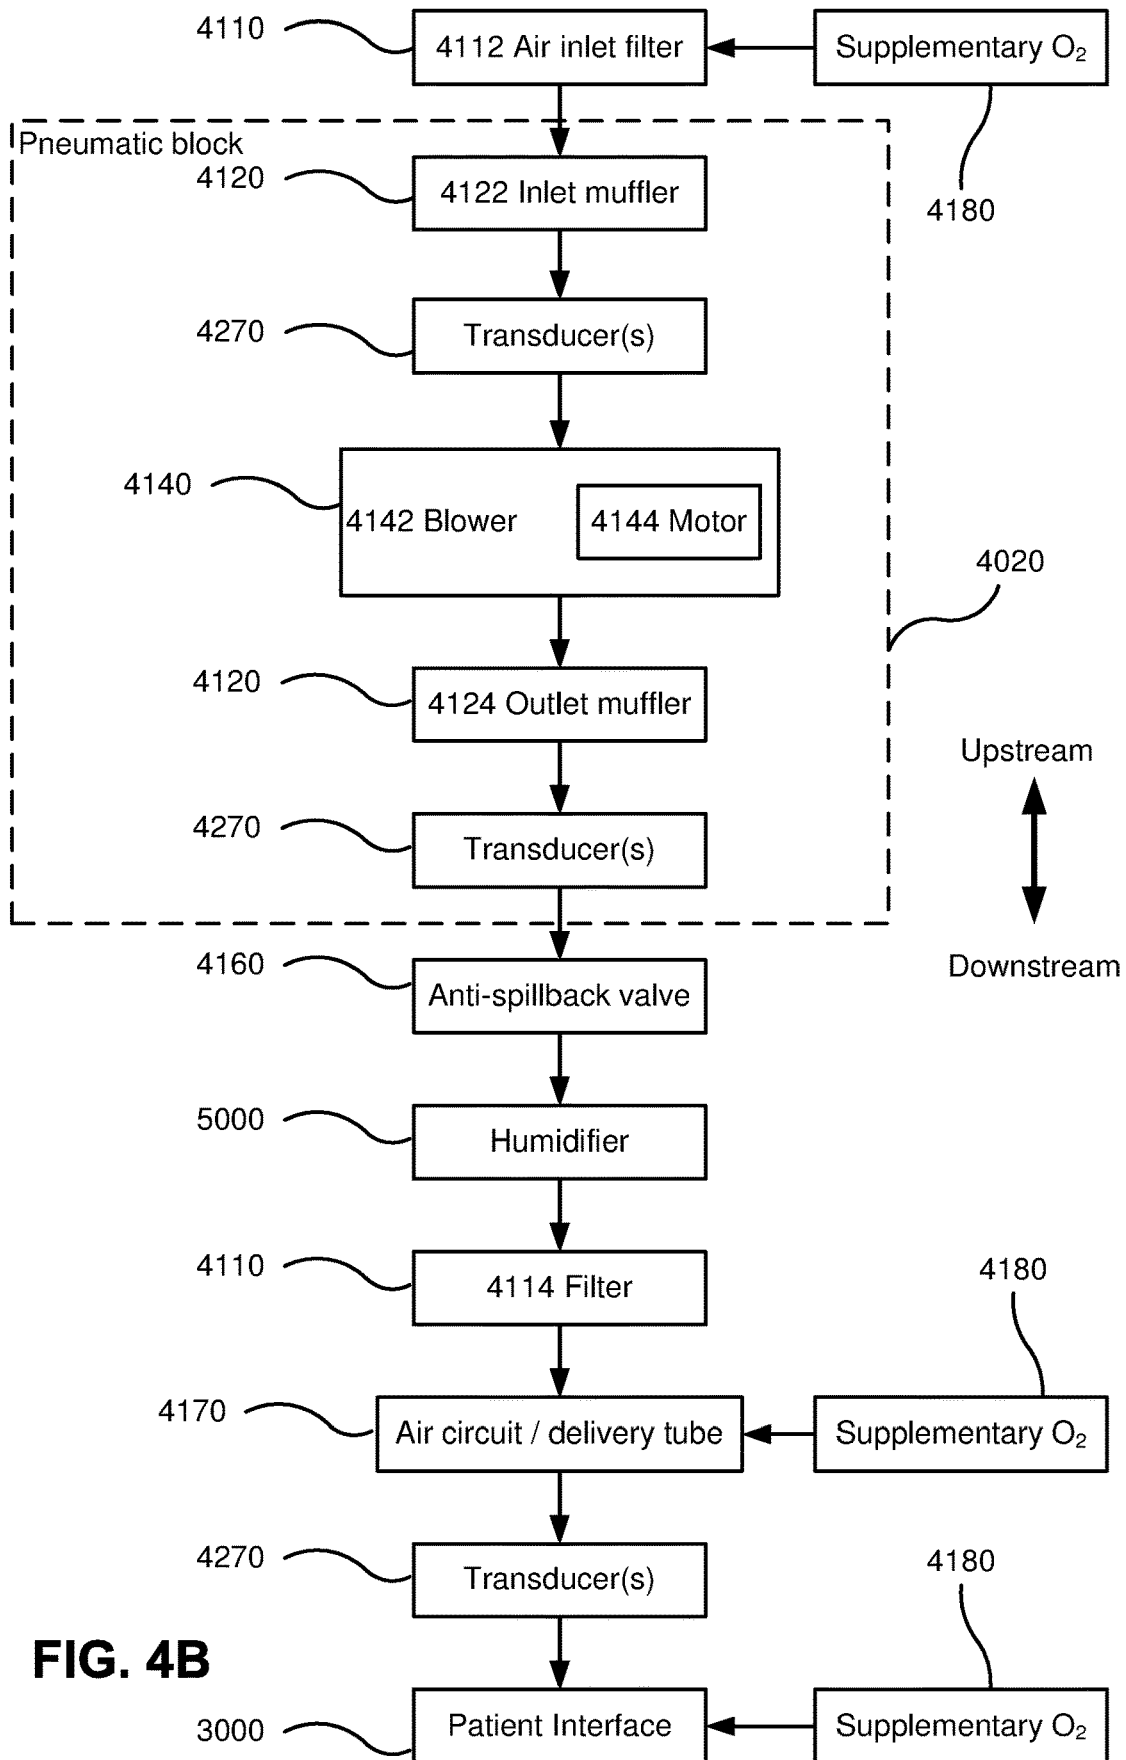 4110
4112 Air inlet filter
Supplementary O₂
Pneumatic block
4120
4122 Inlet muffler
4180
4270
Transducer(s)
4140
4142 Blower
4144 Motor
4020
4120
4124 Outlet muffler
Upstream
4270
Transducer(s)
4160
Anti-spillback valve
Downstream
5000
Humidifier
4110
4114 Filter
4180
4170
Air circuit / delivery tube
Supplementary O₂
4270
Transducer(s)
4180
FIG. 4B
3000
Patient Interface
Supplementary O₂